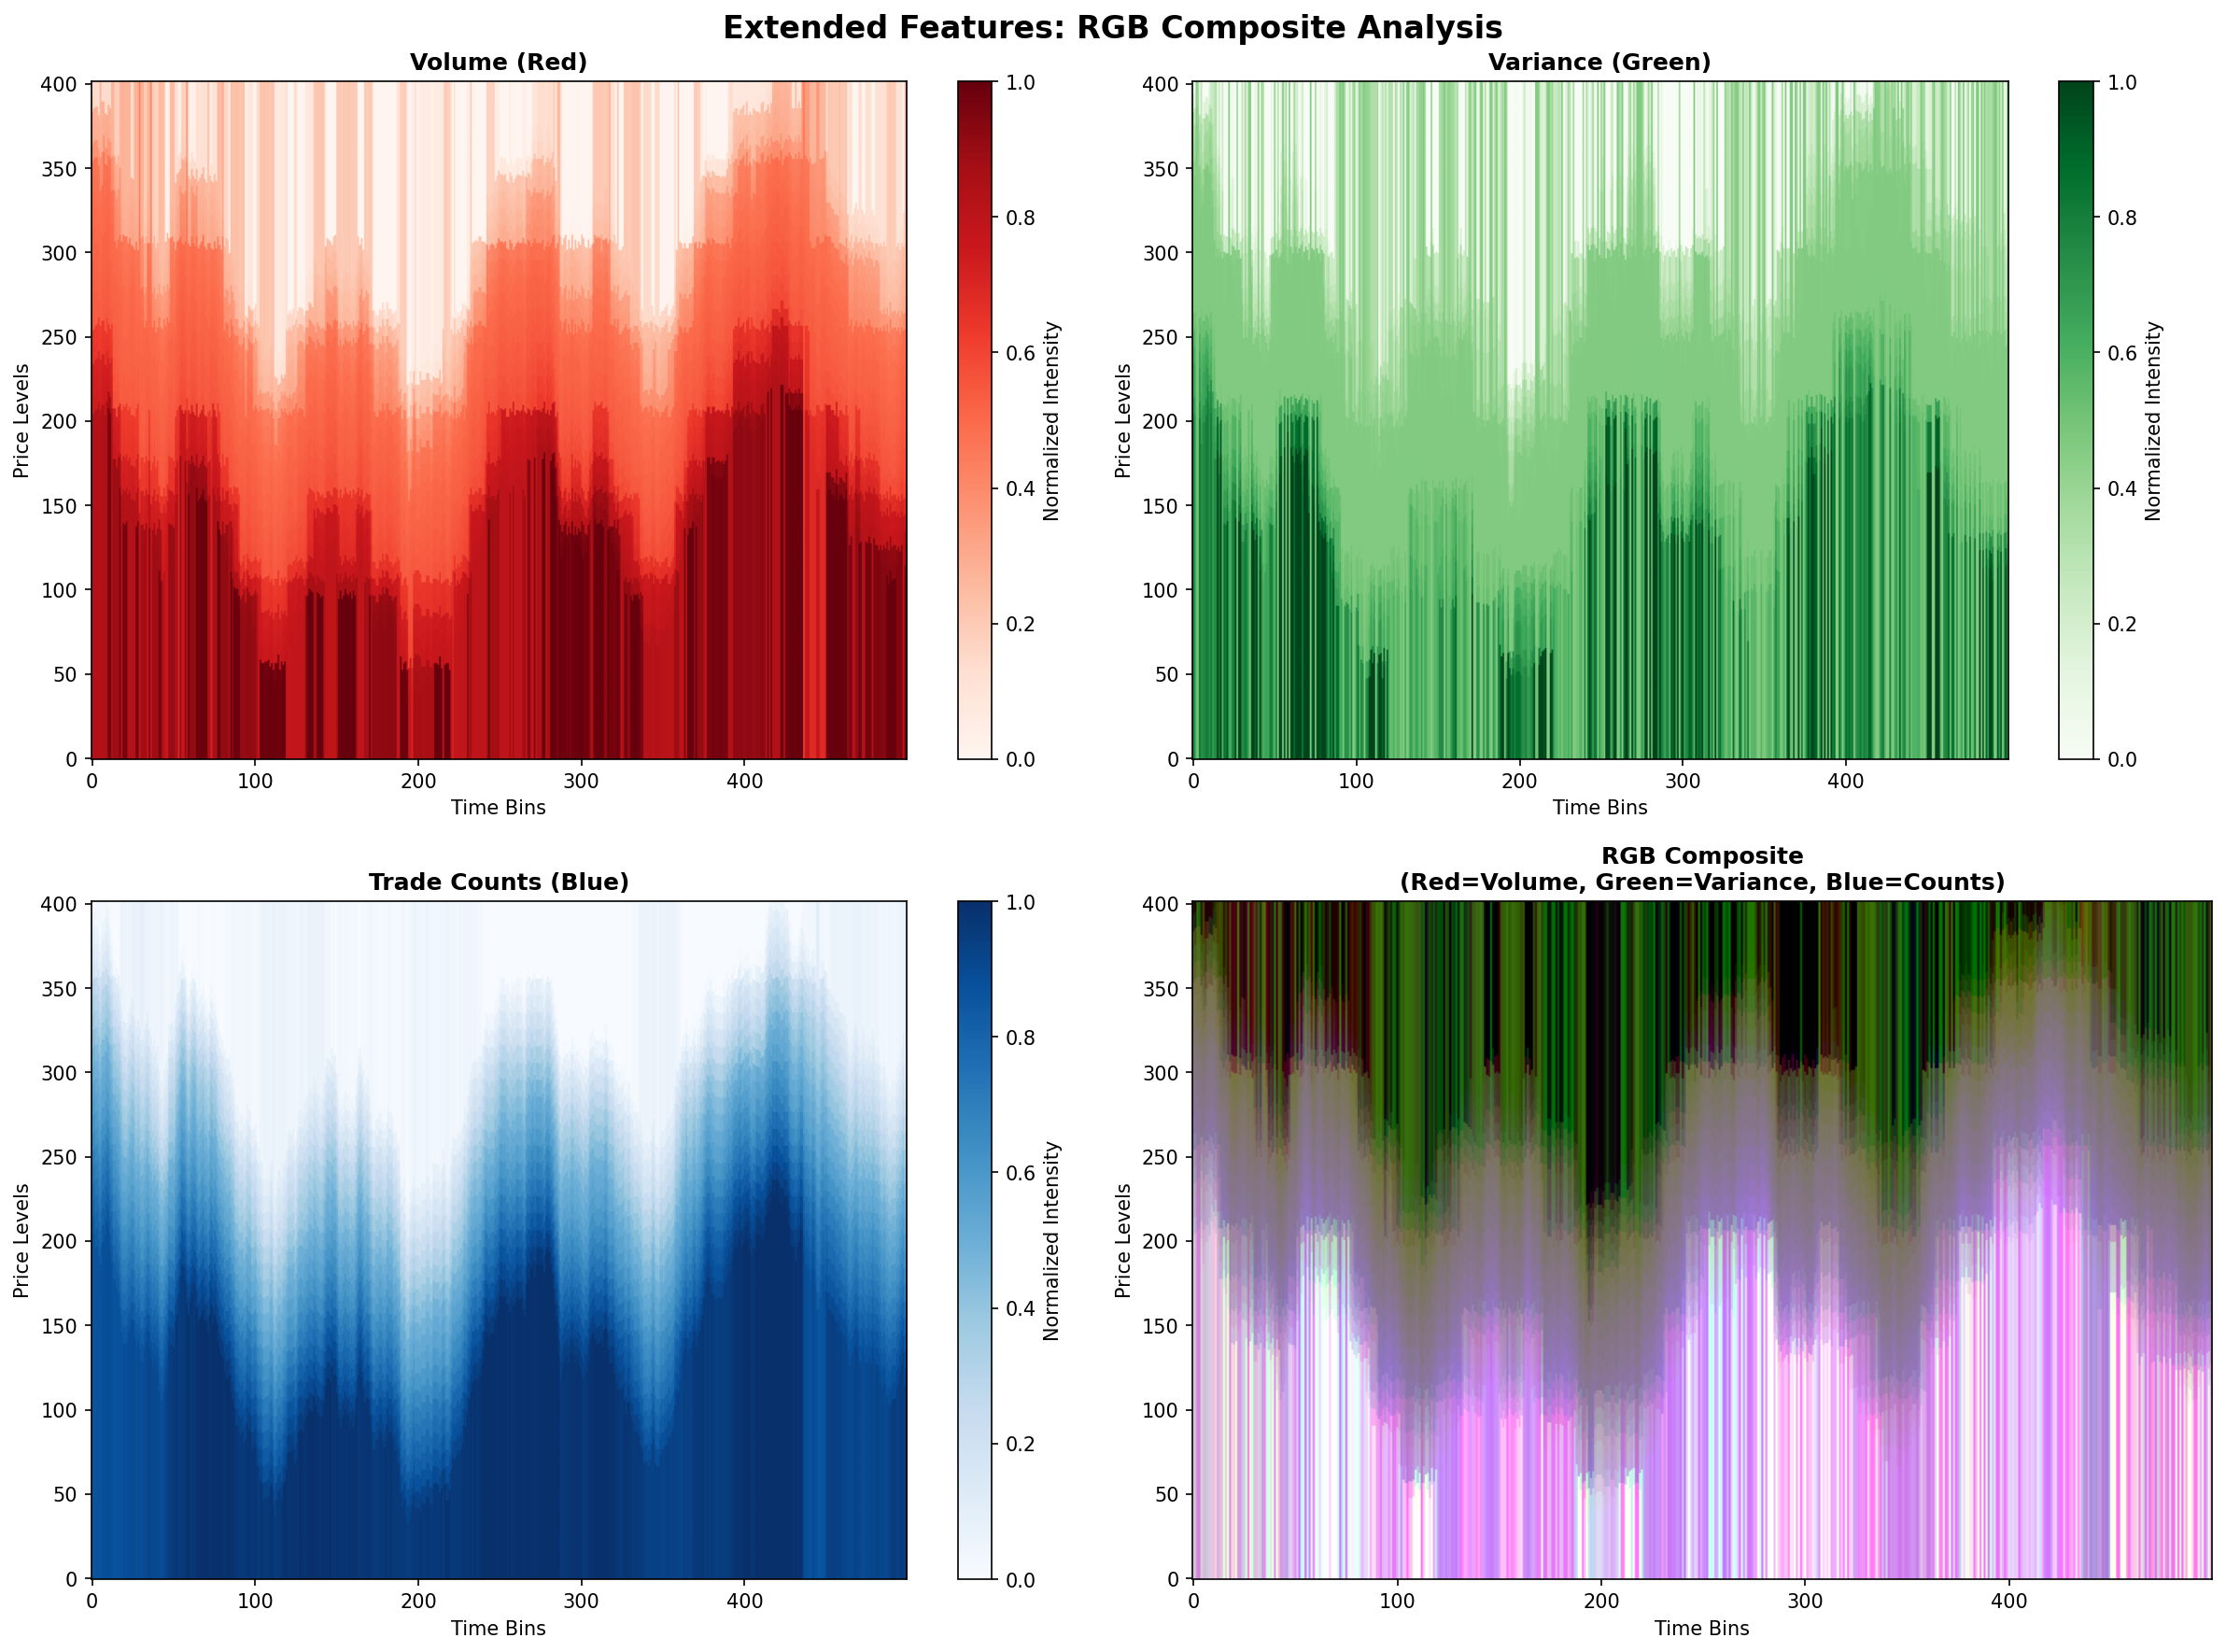 Extended Features: RGB Composite Analysis
Volume (Red)
400
350
300
250
200
150
100
50
0
0 100 200 300 400
Price Levels
Time Bins
1.0
0.8
0.6
0.4
0.2
0.0
Normalized Intensity
Variance (Green)
400
350
300
250
200
150
100
50
0
0 100 200 300 400
Price Levels
Time Bins
1.0
0.8
0.6
0.4
0.2
0.0
Normalized Intensity
Trade Counts (Blue)
400
350
300
250
200
150
100
50
0
0 100 200 300 400
Price Levels
Time Bins
1.0
0.8
0.6
0.4
0.2
0.0
Normalized Intensity
RGB Composite
(Red=Volume, Green=Variance, Blue=Counts)
400
350
300
250
200
150
100
50
0
0 100 200 300 400
Price Levels
Time Bins